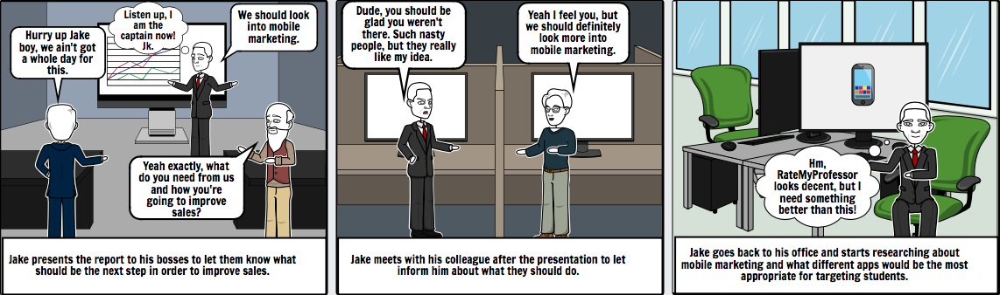 Hurry up Jake
boy, we ain't got
a whole day for
this.
Listen up, I
am the
captain now!
Jk.
We should look
into mobile
marketing.
Yeah exactly, what
do you need from us
and how you're
going to improve
sales?
Jake presents the report to his bosses to let them know what
should be the next step in order to improve sales.
Dude, you should be
glad you weren't
there. Such nasty
people, but they really
like my idea.
Yeah I feel you, but
we should definitely
look more into
mobile marketing.
Jake meets with his colleague after the presentation to let
inform him about what they should do.
Hm,
RateMyProfessor
looks decent, but I
need something
better than this!
Jake goes back to his office and starts researching about
mobile marketing and what different apps would be the most
appropriate for targeting students.